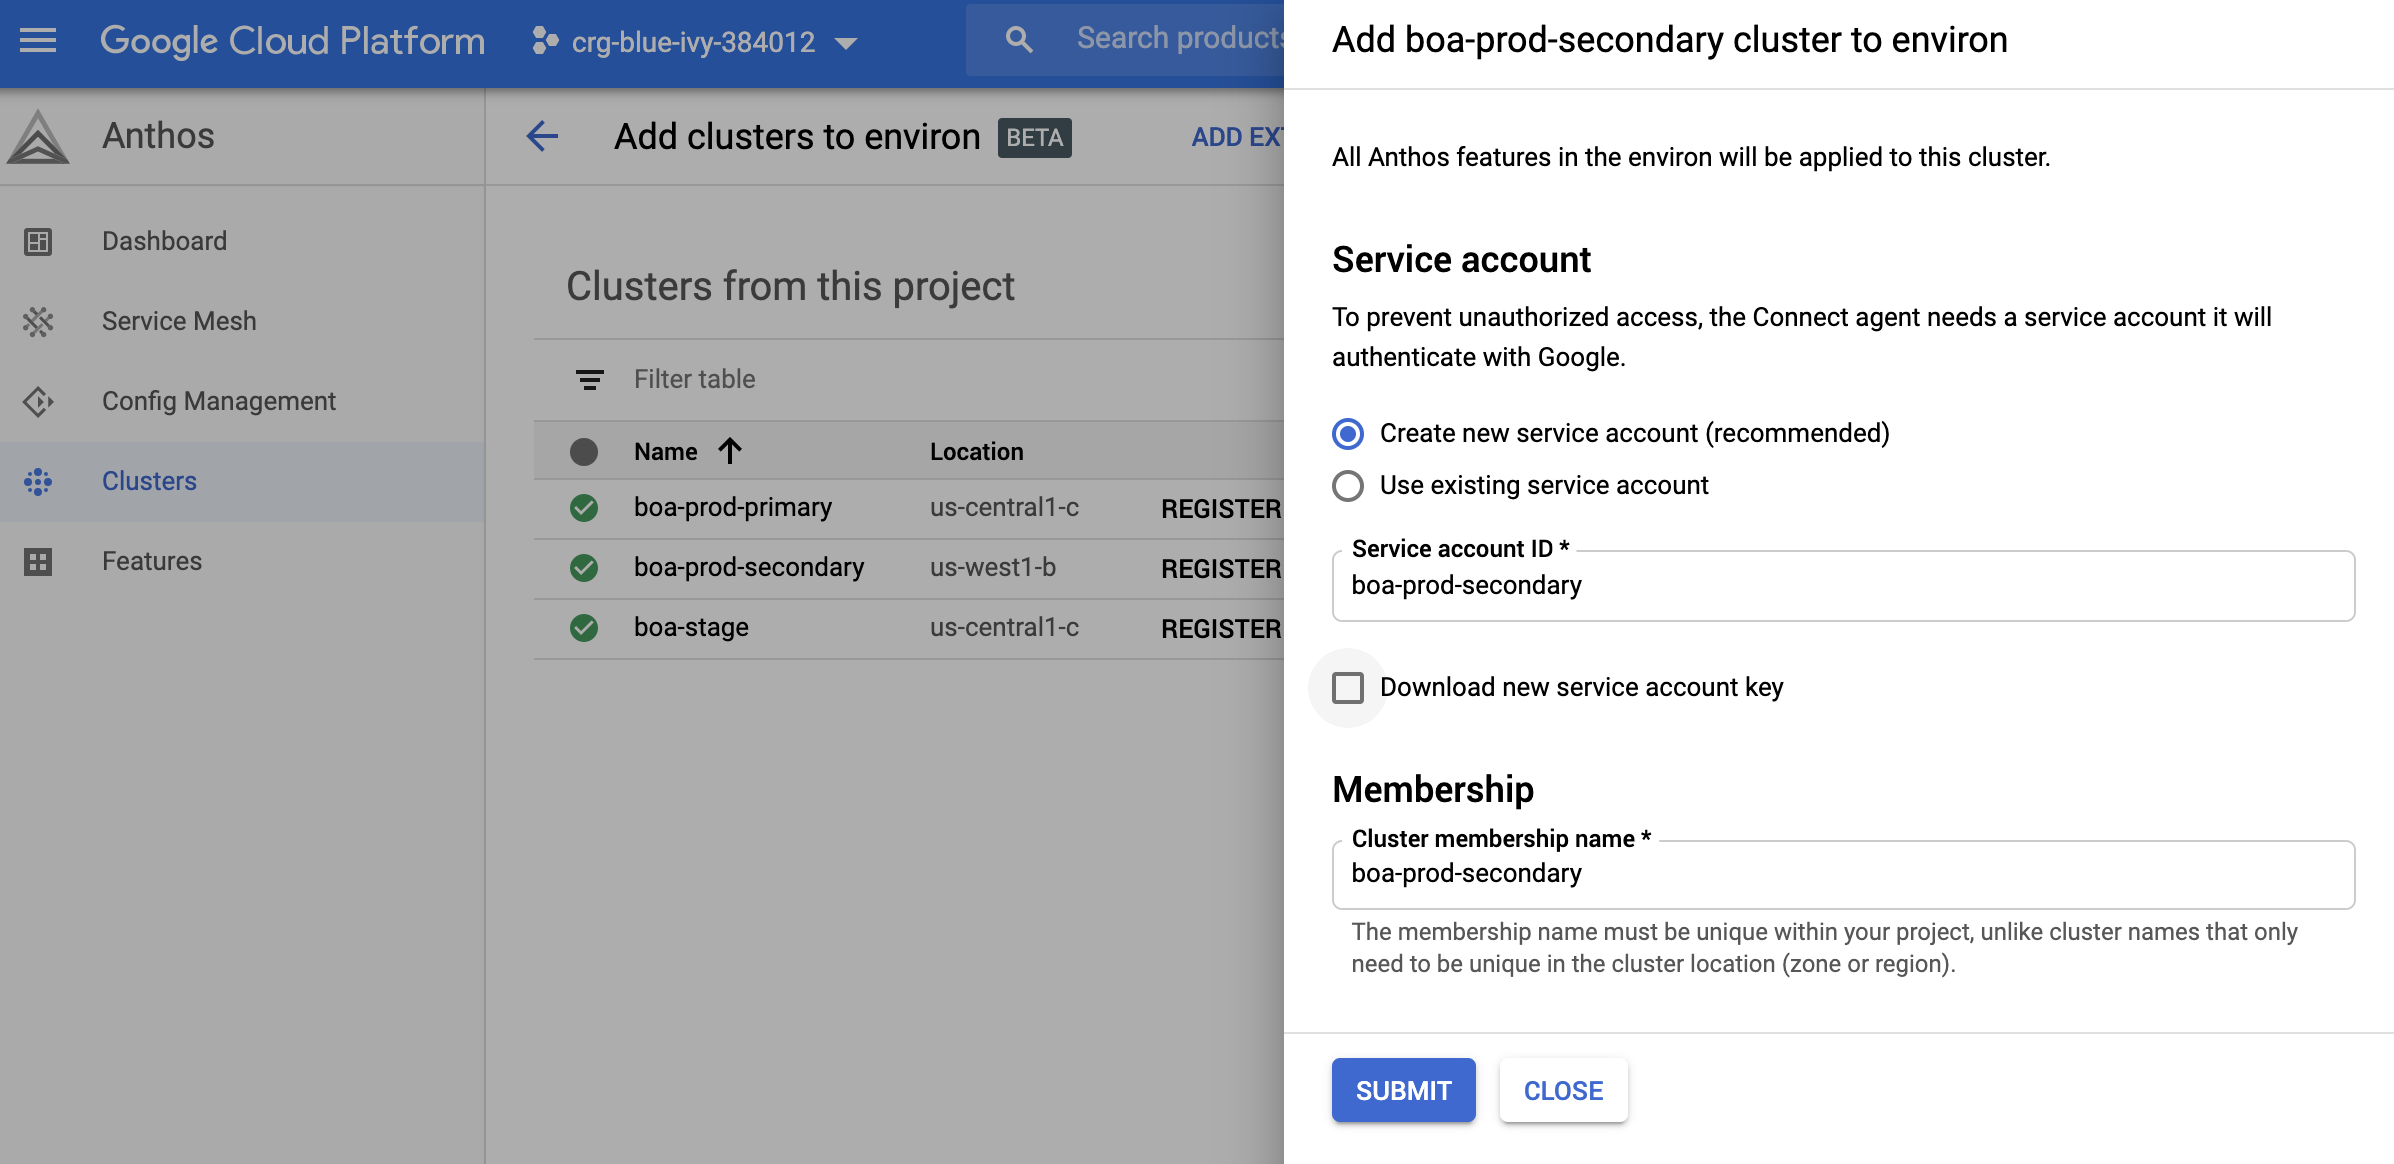 Google Cloud Platform
crg-blue-ivy-384012
Search products
Anthos
Dashboard
Service Mesh
Config Management
Clusters
Features
Add clusters to environ BETA
ADD EXT
Clusters from this project
Filter table
Name Location
boa-prod-primary us-central1-c REGISTER
boa-prod-secondary us-west1-b REGISTER
boa-stage us-central1-c REGISTER
Add boa-prod-secondary cluster to environ
All Anthos features in the environ will be applied to this cluster.
Service account
To prevent unauthorized access, the Connect agent needs a service account it will
authenticate with Google.
Create new service account (recommended)
Use existing service account
Service account ID *
boa-prod-secondary
Download new service account key
Membership
Cluster membership name *
boa-prod-secondary
The membership name must be unique within your project, unlike cluster names that only
need to be unique in the cluster location (zone or region).
SUBMIT CLOSE